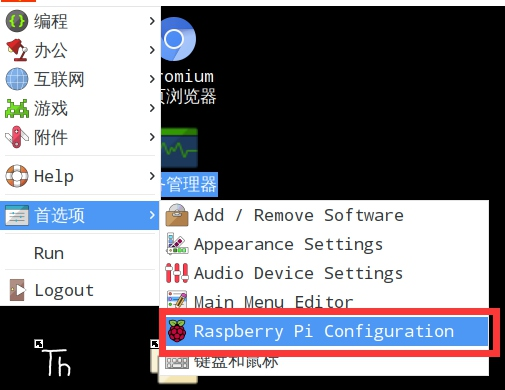 编程
办公
互联网
游戏
附件
Help
首选项
Run
Logout
romium
页浏览器
务管理器
Add / Remove Software
Appearance Settings
Audio Device Settings
Main Menu Editor
Raspberry Pi Configuration
键盘和鼠标
Th